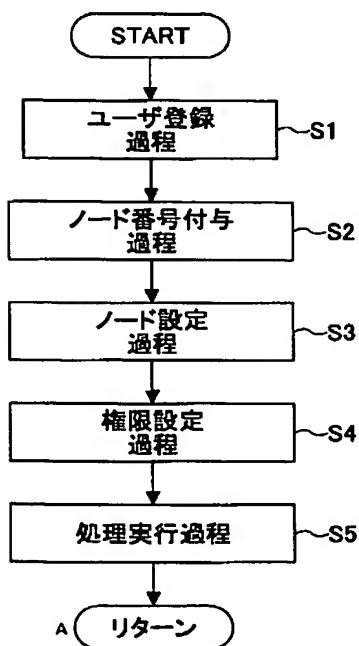 START
ユーザ登録
過程
~S1
ノード番号付与
過程
~S2
ノード設定
過程
~S3
権限設定
過程
~S4
処理実行過程
~S5
A
リターン